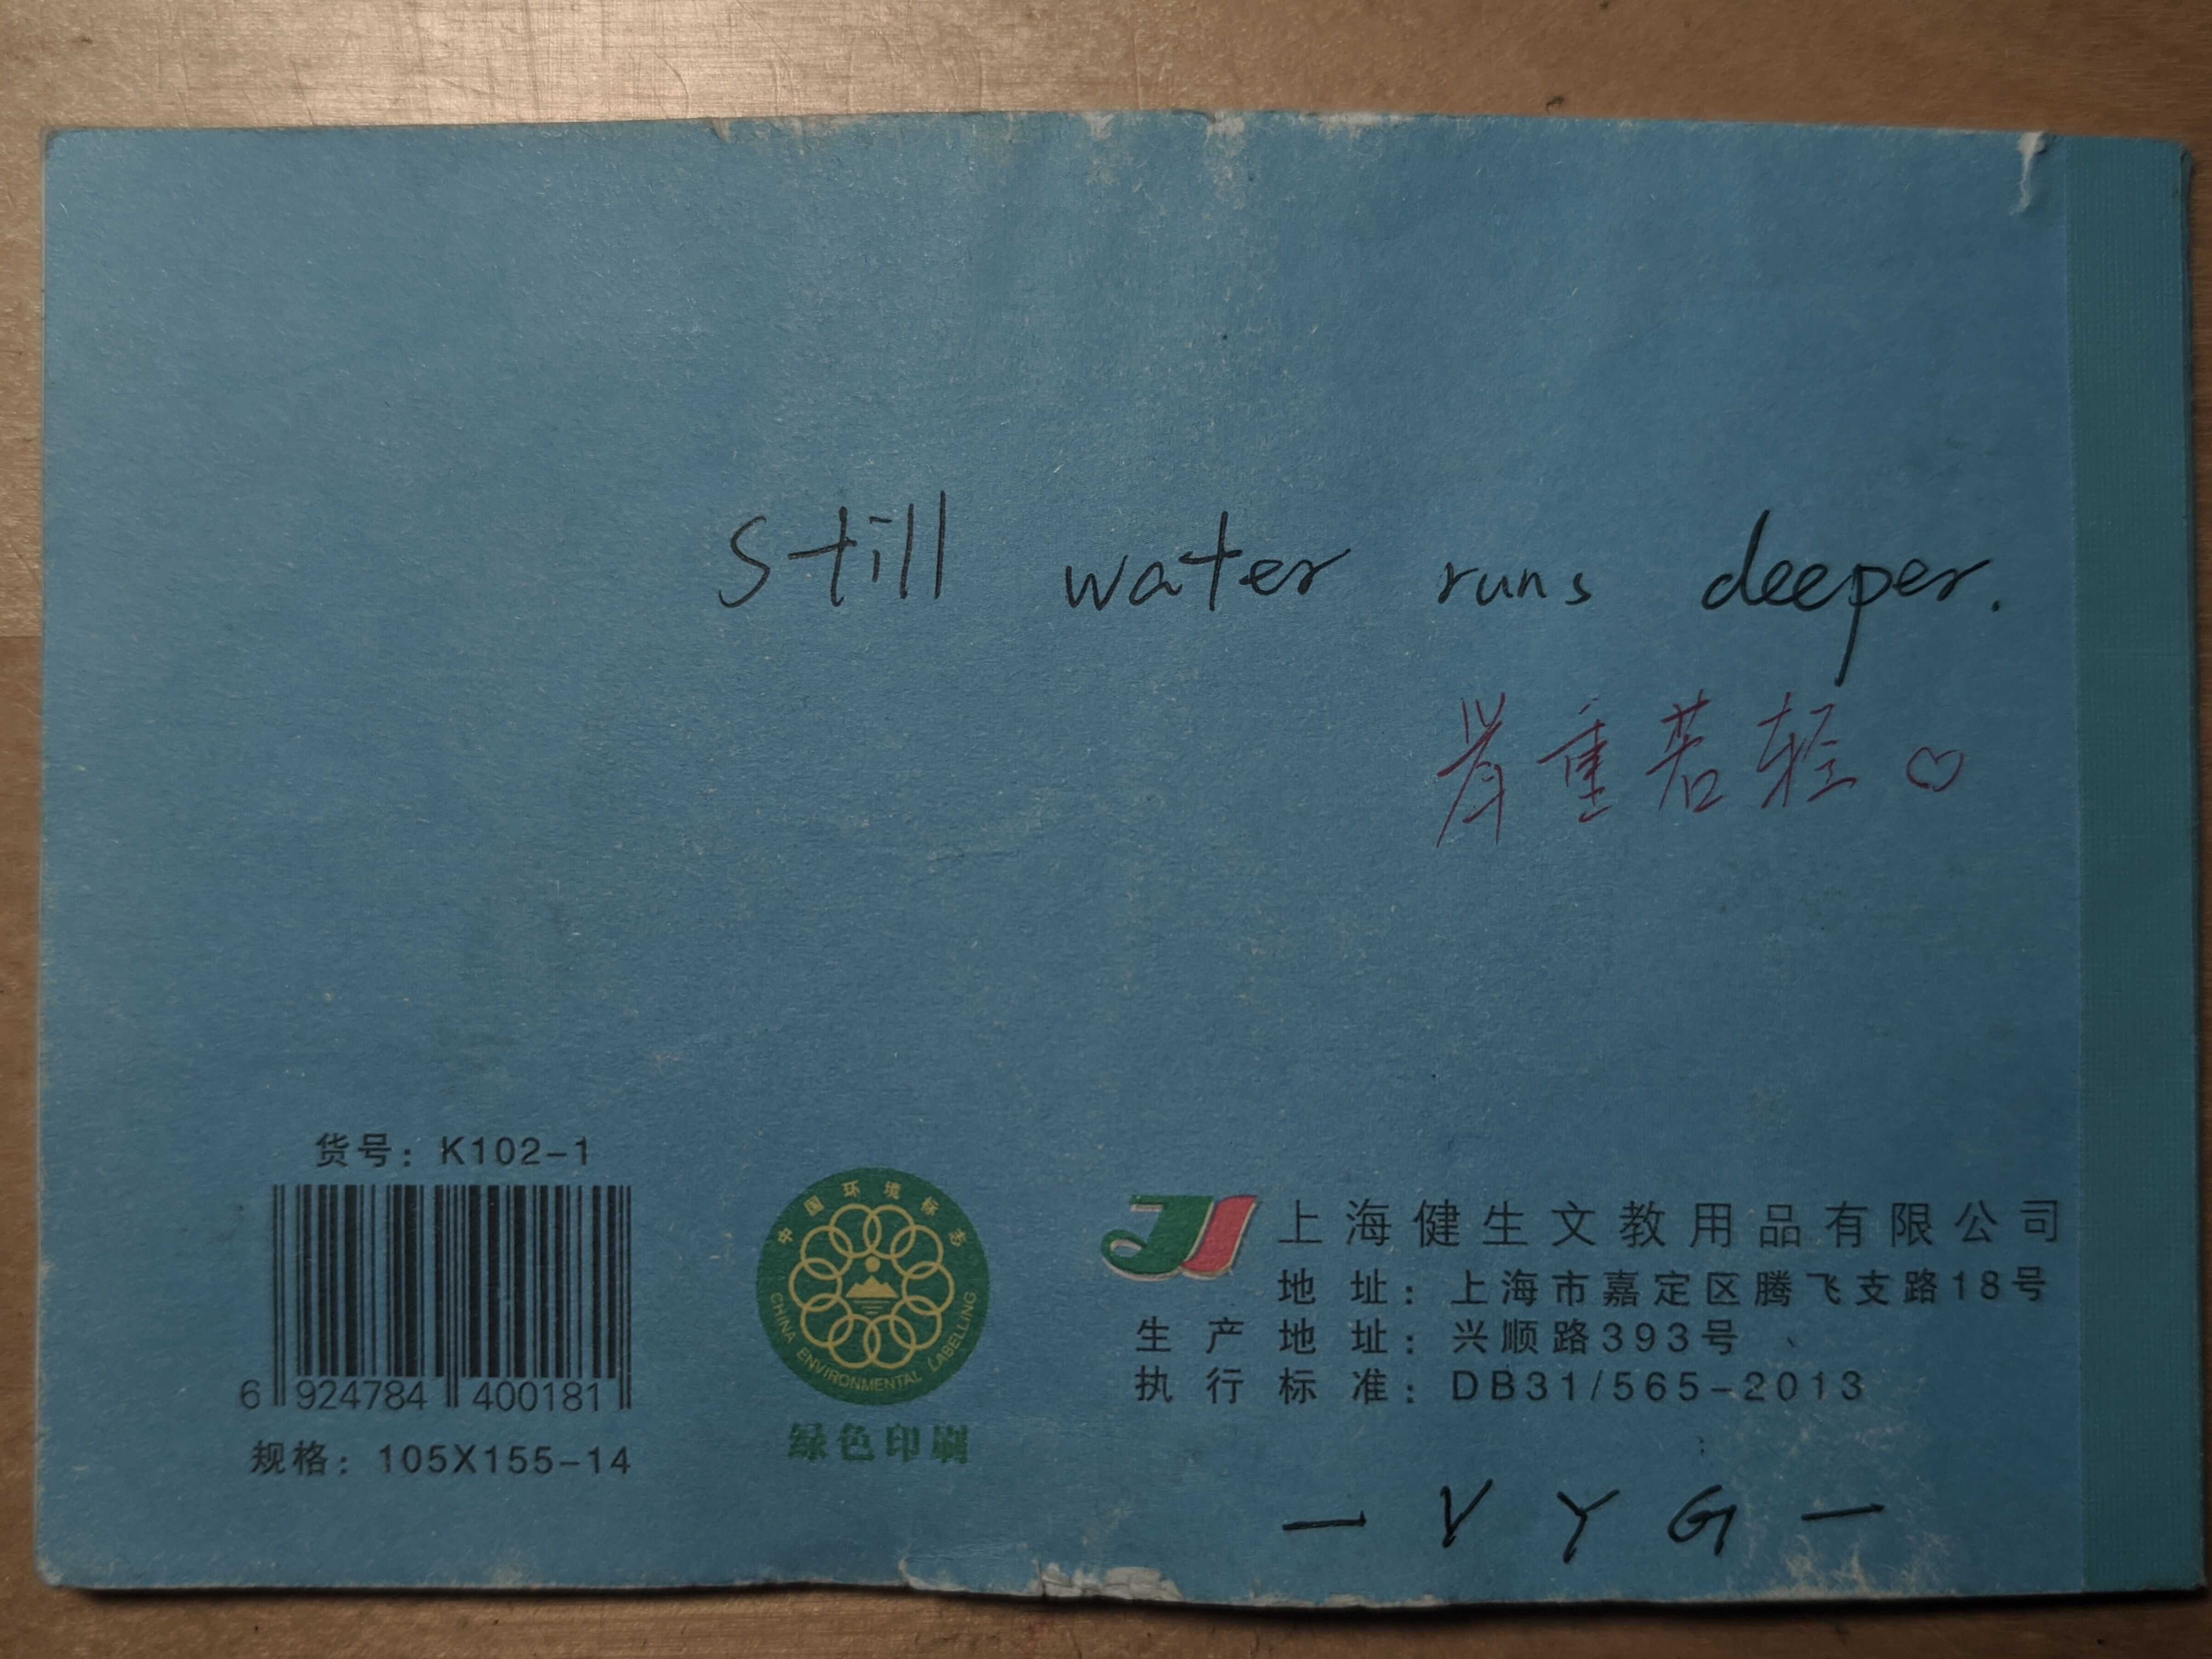 Still water runs deeper.
举重若轻♡
货号：K102-1
6 924784 400181
规格：105X155-14
中国环境标志
CHINA ENVIRONMENTAL LABELLING
绿色印刷
上海健生文教用品有限公司
地址：上海市嘉定区腾飞支路18号
生产地址：兴顺路393号
执行标准：DB31/565-2013
— V Y G —